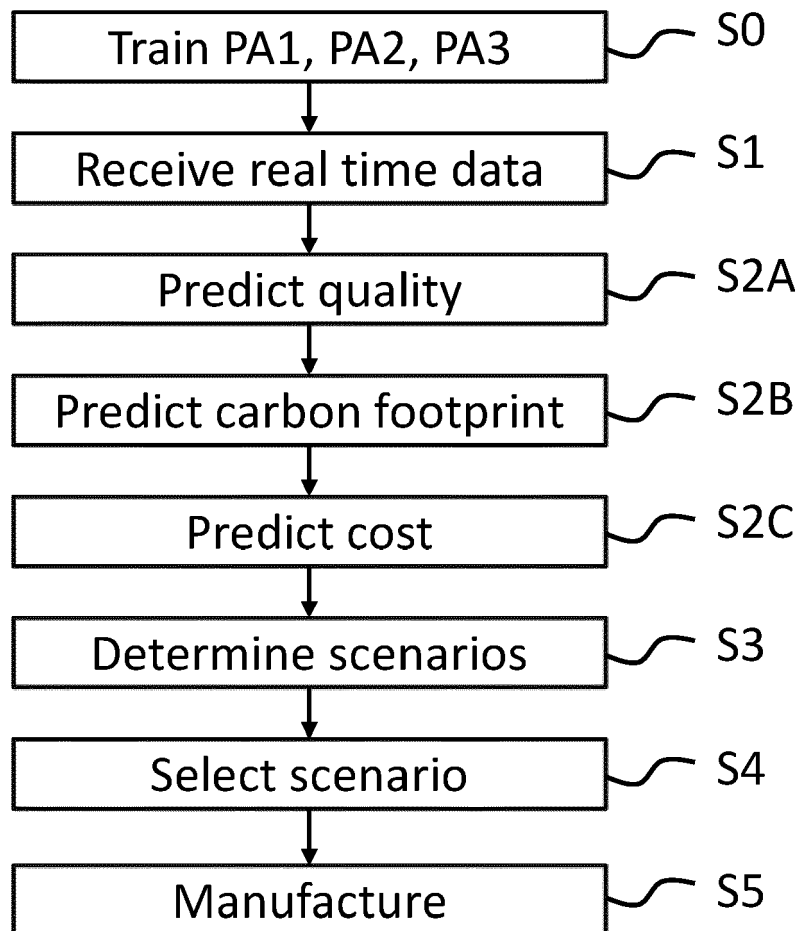 Train PA1, PA2, PA3 S0
Receive real time data S1
Predict quality S2A
Predict carbon footprint S2B
Predict cost S2C
Determine scenarios S3
Select scenario S4
Manufacture S5